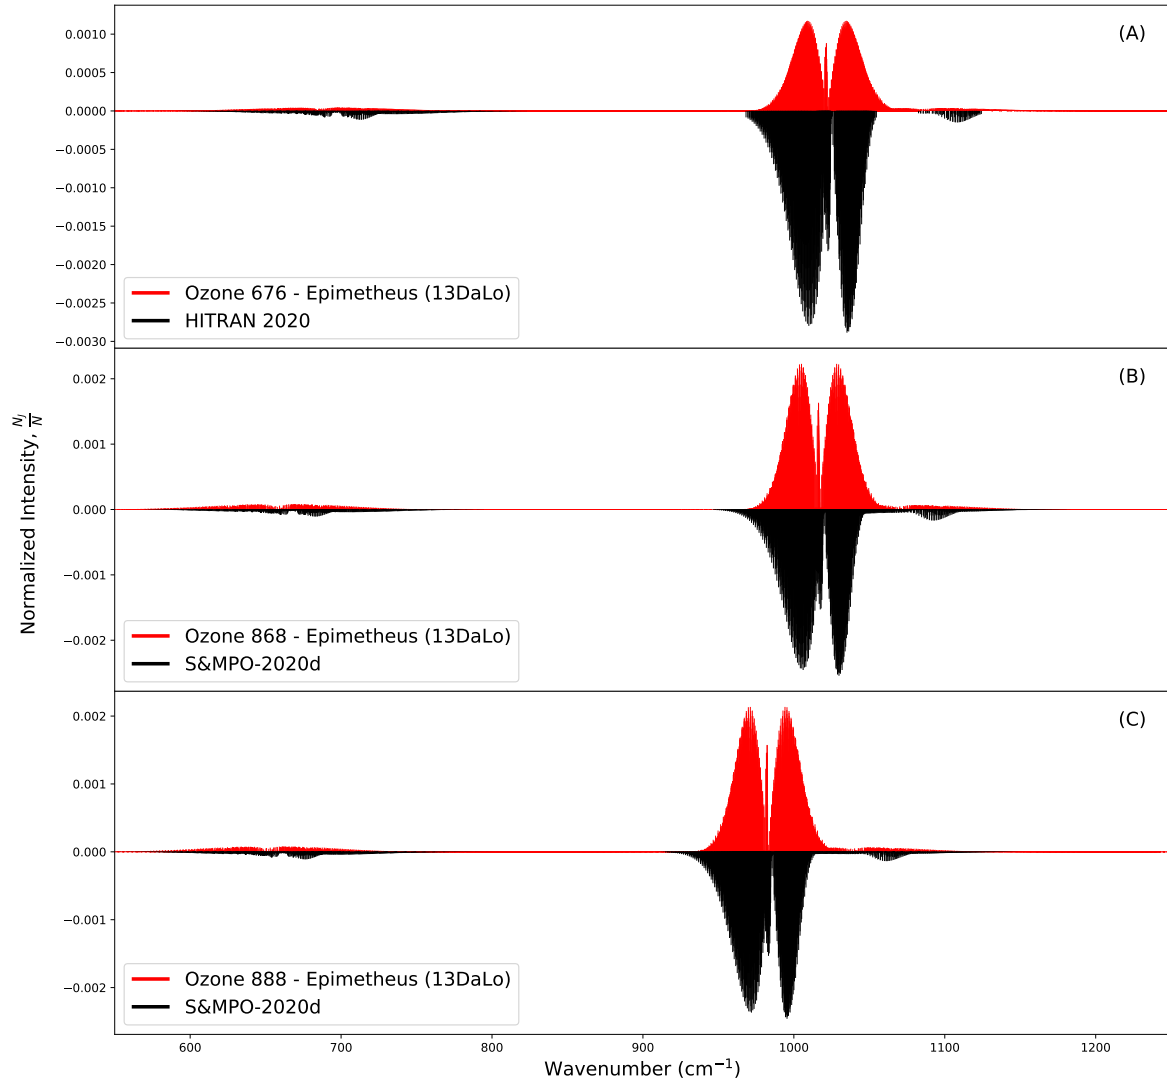 (A)
0.0010
0.0005
0.0000
−0.0005
−0.0010
−0.0015
−0.0020
−0.0025
−0.0030
Ozone 676 - Epimetheus (13DaLo)
HITRAN 2020
(B)
0.002
0.001
0.000
−0.001
−0.002
Ozone 868 - Epimetheus (13DaLo)
S&MPO-2020d
(C)
0.002
0.001
0.000
−0.001
−0.002
Ozone 888 - Epimetheus (13DaLo)
S&MPO-2020d
Normalized Intensity, $\frac{N_j}{N}$
600 700 800 900 1000 1100 1200
Wavenumber (cm⁻¹)